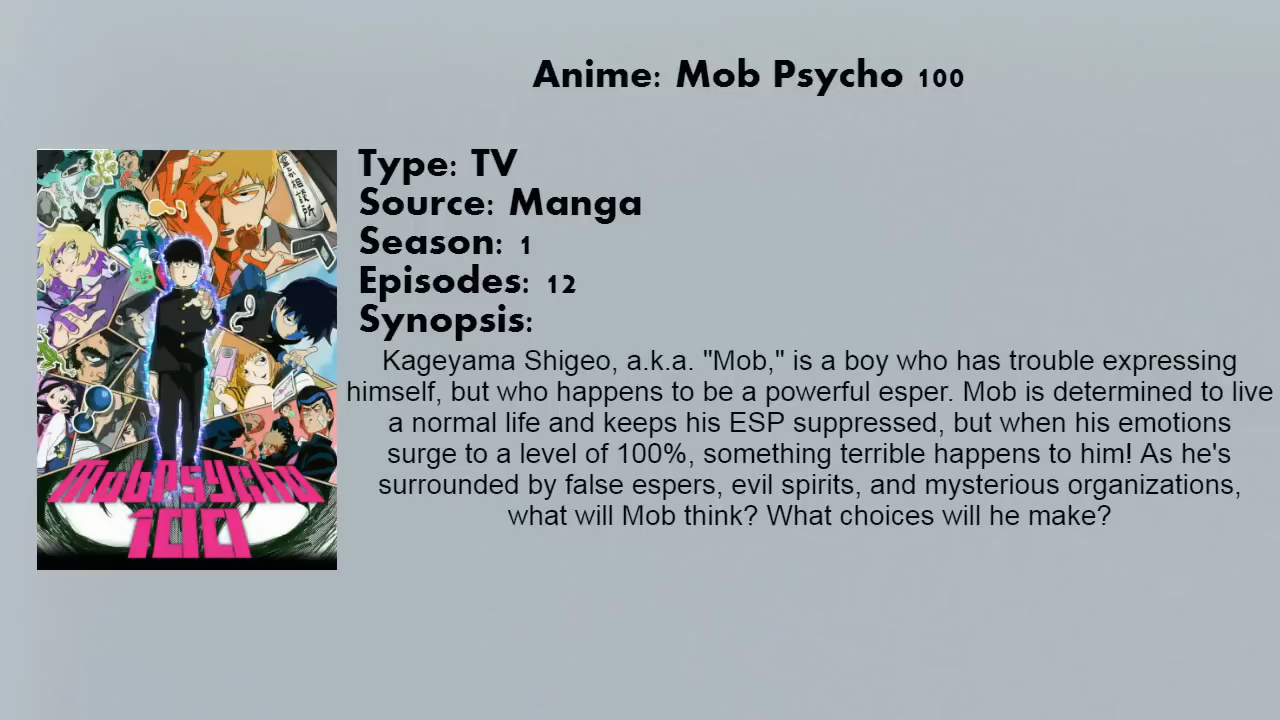 Anime: Mob Psycho 100
Type: TV
Source: Manga
Season: 1
Episodes: 12
Synopsis:
Kageyama Shigeo, a.k.a. "Mob," is a boy who has trouble expressing
himself, but who happens to be a powerful esper. Mob is determined to live
a normal life and keeps his ESP suppressed, but when his emotions
surge to a level of 100%, something terrible happens to him! As he's
surrounded by false espers, evil spirits, and mysterious organizations,
what will Mob think? What choices will he make?
MobPsycho
100